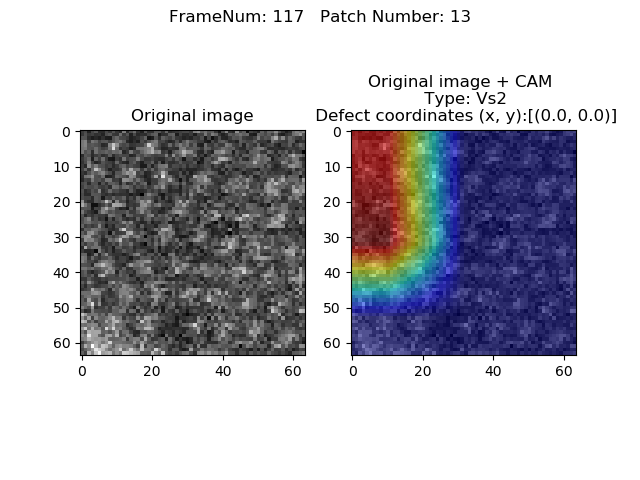 FrameNum: 117   Patch Number: 13
Original image
0
10
20
30
40
50
60
0 20 40 60
Original image + CAM
Type: Vs2
Defect coordinates (x, y):[(0.0, 0.0)]
0
10
20
30
40
50
60
0 20 40 60